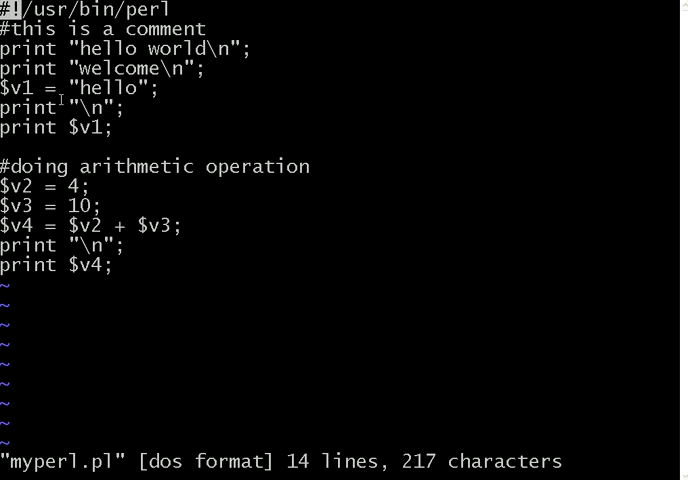 #!/usr/bin/perl
#this is a comment
print "hello world\n";
print "welcome\n";
$v1 = "hello";
print "\n";
print $v1;
#doing arithmetic operation
$v2 = 4;
$v3 = 10;
$v4 = $v2 + $v3;
print "\n";
print $v4;
~
~
~
~
~
~
~
~
~
"myperl.pl" [dos format] 14 lines, 217 characters